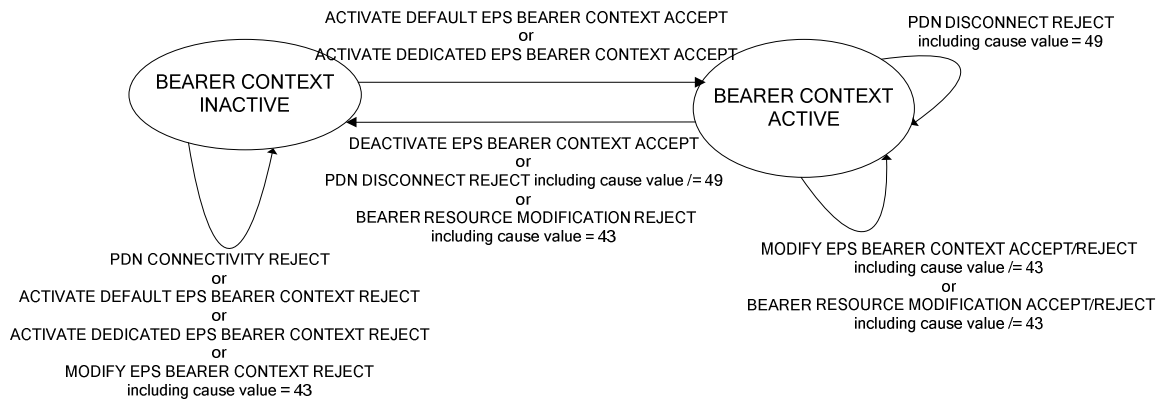 ACTIVATE DEFAULT EPS BEARER CONTEXT ACCEPT
or
ACTIVATE DEDICATED EPS BEARER CONTEXT ACCEPT
PDN DISCONNECT REJECT
including cause value = 49
BEARER CONTEXT
INACTIVE
BEARER CONTEXT
ACTIVE
DEACTIVATE EPS BEARER CONTEXT ACCEPT
or
PDN DISCONNECT REJECT including cause value /= 49
or
BEARER RESOURCE MODIFICATION REJECT
including cause value = 43
PDN CONNECTIVITY REJECT
or
ACTIVATE DEFAULT EPS BEARER CONTEXT REJECT
or
ACTIVATE DEDICATED EPS BEARER CONTEXT REJECT
or
MODIFY EPS BEARER CONTEXT REJECT
including cause value = 43
MODIFY EPS BEARER CONTEXT ACCEPT/REJECT
including cause value /= 43
or
BEARER RESOURCE MODIFICATION ACCEPT/REJECT
including cause value /= 43